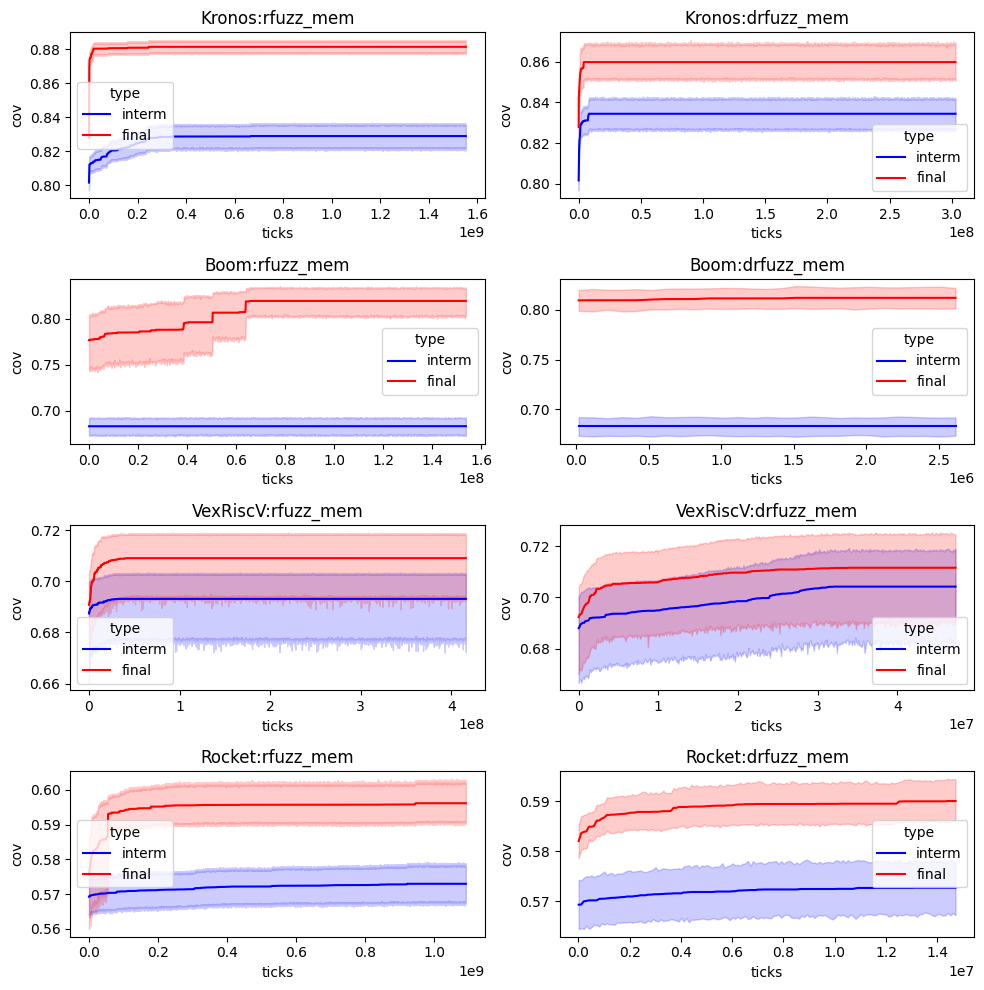 Kronos:rfuzz_mem
cov
0.88
0.86
0.84
0.82
0.80
type
interm
final
0.0 0.2 0.4 0.6 0.8 1.0 1.2 1.4 1.6
ticks
1e9
Kronos:drfuzz_mem
cov
0.86
0.84
0.82
0.80
type
interm
final
0.0 0.5 1.0 1.5 2.0 2.5 3.0
ticks
1e8
Boom:rfuzz_mem
cov
0.80
0.75
0.70
type
interm
final
0.0 0.2 0.4 0.6 0.8 1.0 1.2 1.4 1.6
ticks
1e8
Boom:drfuzz_mem
cov
0.80
0.75
0.70
type
interm
final
0.0 0.5 1.0 1.5 2.0 2.5
ticks
1e6
VexRiscV:rfuzz_mem
cov
0.72
0.70
0.68
0.66
type
interm
final
0 1 2 3 4
ticks
1e8
VexRiscV:drfuzz_mem
cov
0.72
0.70
0.68
type
interm
final
0 1 2 3 4
ticks
1e7
Rocket:rfuzz_mem
cov
0.60
0.59
0.58
0.57
0.56
type
interm
final
0.0 0.2 0.4 0.6 0.8 1.0
ticks
1e9
Rocket:drfuzz_mem
cov
0.59
0.58
0.57
type
interm
final
0.0 0.2 0.4 0.6 0.8 1.0 1.2 1.4
ticks
1e7